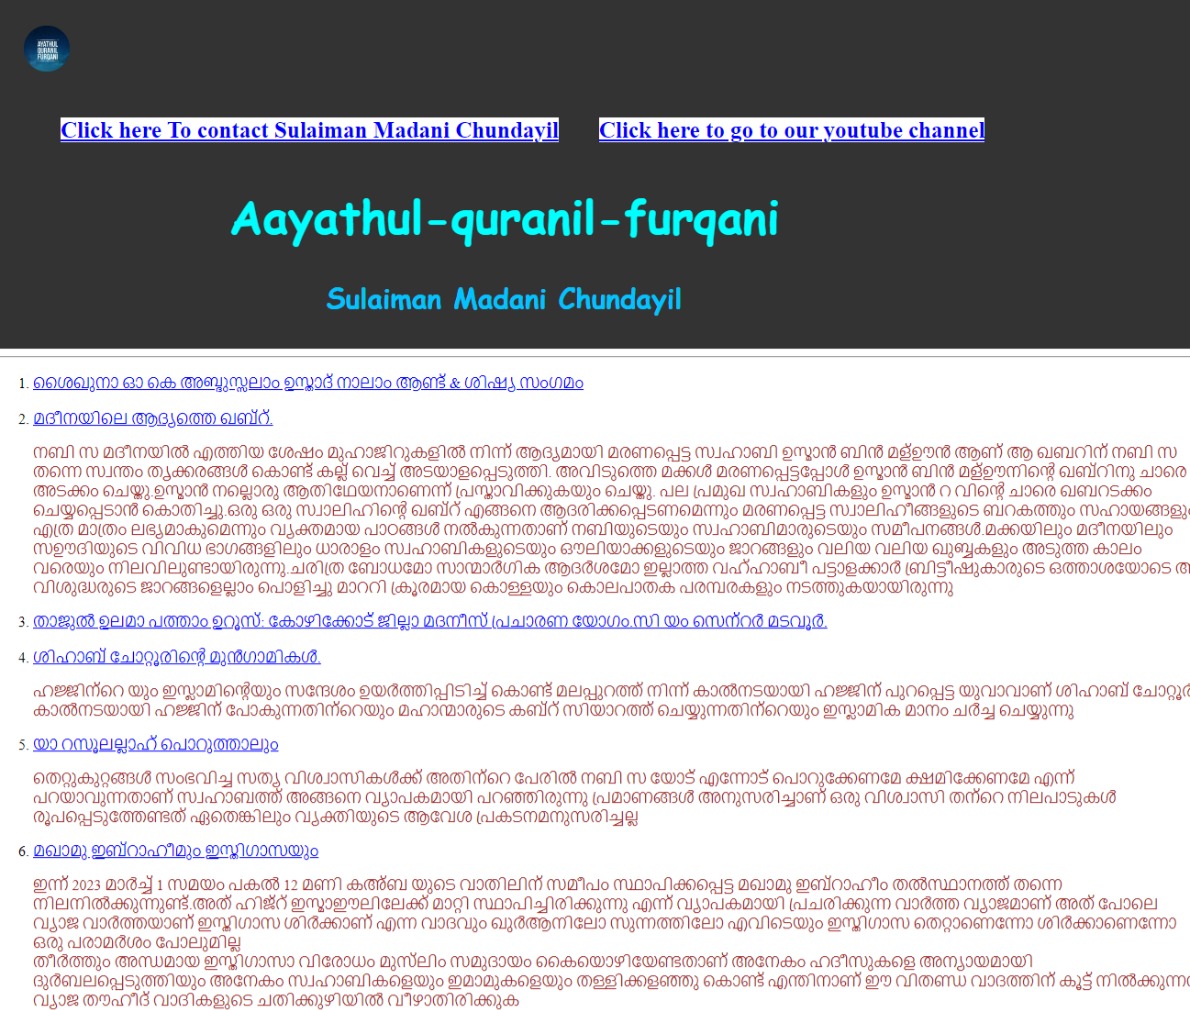 AYATHUL
QURANIL
FURQANI
Click here To contact Sulaiman Madani Chundayil Click here to go to our youtube channel
Aayathul-quranil-furqani
Sulaiman Madani Chundayil
1. ശൈഖുനാ ഓ കെ അബ്ദുസ്സലാം ഉസ്താദ് നാലാം ആണ്ട് & ശിഷ്യ സംഗമം
2. മദീനയിലെ ആദ്യത്തെ ഖബ്റ്.
നബി സ മദീനയിൽ എത്തിയ ശേഷം മുഹാജിറുകളിൽ നിന്ന് ആദ്യമായി മരണപ്പെട്ട സ്വഹാബി ഉസ്മാൻ ബിൻ മള്ഊൻ ആണ് ആ ഖബറിന് നബി സ
തന്നെ സ്വന്തം തൃക്കരങ്ങൾ കൊണ്ട് കല്ല് വെച്ച് അടയാളപ്പെടുത്തി. അവിടുത്തെ മക്കൾ മരണപ്പെട്ടപ്പോൾ ഉസ്മാൻ ബിൻ മള്ഊനിന്റെ ഖബ്റിനു ചാരെ
അടക്കം ചെയ്തു.ഉസ്മാൻ നല്ലൊരു ആതിഥേയനാണെന്ന് പ്രസ്താവിക്കുകയും ചെയ്തു. പല പ്രമുഖ സ്വഹാബികളും ഉസ്മാൻ റ വിന്റെ ചാരെ ഖബറടക്കം
ചെയ്യപ്പെടാൻ കൊതിച്ചു.ഒരു ഒരു സ്വാലിഹിന്റെ ഖബ്റ് എങ്ങനെ ആദരിക്കപ്പെടണമെന്നും മരണപ്പെട്ട സ്വാലിഹീങ്ങളുടെ ബറകത്തും സഹായങ്ങളും
എത്ര മാത്രം ലഭ്യമാകുമെന്നും വ്യക്തമായ പാഠങ്ങൾ നൽകുന്നതാണ് നബിയുടെയും സ്വഹാബിമാരുടെയും സമീപനങ്ങൾ.മക്കയിലും മദീനയിലും
സഊദിയുടെ വിവിധ ഭാഗങ്ങളിലും ധാരാളം സ്വഹാബികളുടെയും ഔലിയാക്കളുടെയും ജാറങ്ങളും വലിയ വലിയ ഖുബ്ബകളും അടുത്ത കാലം
വരെയും നിലവിലുണ്ടായിരുന്നു.ചരിത്ര ബോധമോ സാന്മാർഗിക ആദർശമോ ഇല്ലാത്ത വഹ്ഹാബീ പട്ടാളക്കാർ ബ്രിട്ടീഷുകാരുടെ ഒത്താശയോടെ
വിശുദ്ധരുടെ ജാറങ്ങളെല്ലാം പൊളിച്ചു മാററി ക്രൂരമായ കൊള്ളയും കൊലപാതക പരമ്പരകളും നടത്തുകയായിരുന്നു
3. താജുൽ ഉലമാ പത്താം ഉറൂസ്: കോഴിക്കോട് ജില്ലാ മദനീസ് പ്രചാരണ യോഗം.സി യം സെന്റർ മടവൂർ.
4. ശിഹാബ് ചോറ്റൂരിന്റെ മുൻഗാമികൾ.
ഹജ്ജിന്റെ യും ഇസ്ലാമിന്റെയും സന്ദേശം ഉയർത്തിപ്പിടിച്ച് കൊണ്ട് മലപ്പുറത്ത് നിന്ന് കാൽനടയായി ഹജ്ജിന് പുറപ്പെട്ട യുവാവാണ് ശിഹാബ് ചോറ്റൂർ
കാൽനടയായി ഹജ്ജിന് പോകുന്നതിന്റെയും മഹാന്മാരുടെ കബ്റ് സിയാറത്ത് ചെയ്യുന്നതിന്റെയും ഇസ്ലാമിക മാനം ചർച്ച ചെയ്യുന്നു
5. യാ റസൂലല്ലാഹ് പൊറുത്താലും
തെറ്റുകുറ്റങ്ങൾ സംഭവിച്ച സത്യ വിശ്വാസികൾക്ക് അതിന്റെ പേരിൽ നബി സ യോട് എന്നോട് പൊറുക്കേണമേ ക്ഷമിക്കേണമേ എന്ന്
പറയാവുന്നതാണ് സ്വഹാബത്ത് അങ്ങനെ വ്യാപകമായി പറഞ്ഞിരുന്നു പ്രമാണങ്ങൾ അനുസരിച്ചാണ് ഒരു വിശ്വാസി തന്റെ നിലപാടുകൾ
രൂപപ്പെടുത്തേണ്ടത് ഏതെങ്കിലും വ്യക്തിയുടെ ആവേശ പ്രകടനമനുസരിച്ചല്ല
6. മഖാമു ഇബ്റാഹീമും ഇസ്തിഗാസയും
ഇന്ന് 2023 മാർച്ച് 1 സമയം പകൽ 12 മണി കഅ്ബ യുടെ വാതിലിന് സമീപം സ്ഥാപിക്കപ്പെട്ട മഖാമു ഇബ്റാഹീം തൽസ്ഥാനത്ത് തന്നെ
നിലനിൽക്കുന്നുണ്ട്.അത് ഹിജ്റ് ഇസ്മാഈലിലേക്ക് മാറ്റി സ്ഥാപിച്ചിരിക്കുന്നു എന്ന് വ്യാപകമായി പ്രചരിക്കുന്ന വാർത്ത വ്യാജമാണ് അത് പോലെ
വ്യാജ വാർത്തയാണ് ഇസ്തിഗാസ ശിർക്കാണ് എന്ന വാദവും ഖുർആനിലോ സുന്നത്തിലോ എവിടെയും ഇസ്തിഗാസ തെറ്റാണെന്നോ ശിർക്കാണെന്നോ
ഒരു പരാമർശം പോലുമില്ല
തീർത്തും അന്ധമായ ഇസ്തിഗാസാ വിരോധം മുസ്ലിം സമുദായം കൈയൊഴിയേണ്ടതാണ് അനേകം ഹദീസുകളെ അന്യായമായി
ദുർബലപ്പെടുത്തിയും അനേകം സ്വഹാബികളെയും ഇമാമുകളെയും തള്ളിക്കളഞ്ഞു കൊണ്ട് എന്തിനാണ് ഈ വിതണ്ഡ വാദത്തിന് കൂട്ട്
വ്യാജ തൗഹീദ് വാദികളുടെ ചതിക്കുഴിയിൽ വീഴാതിരിക്കുക